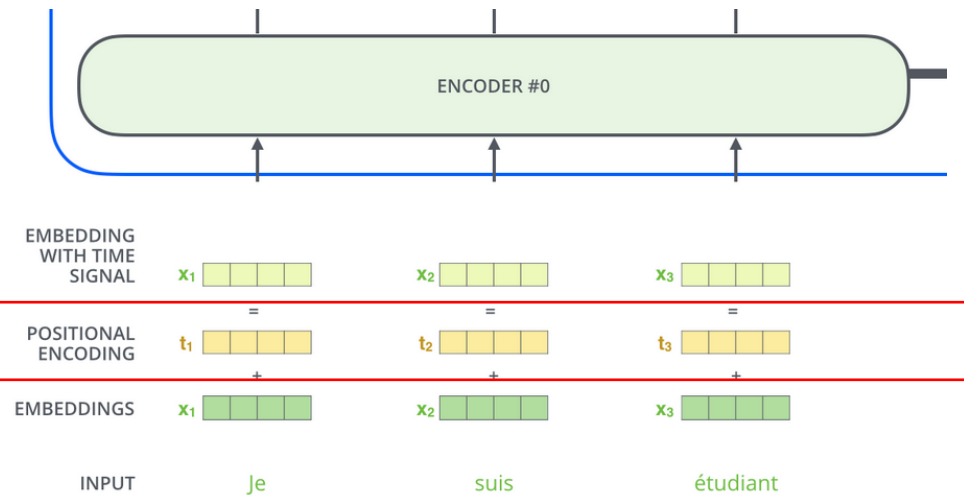 ENCODER #0
EMBEDDING
WITH TIME
SIGNAL
x1 x2 x3
= = =
POSITIONAL
ENCODING
t1 t2 t3
+ + +
EMBEDDINGS x1 x2 x3
INPUT Je suis étudiant